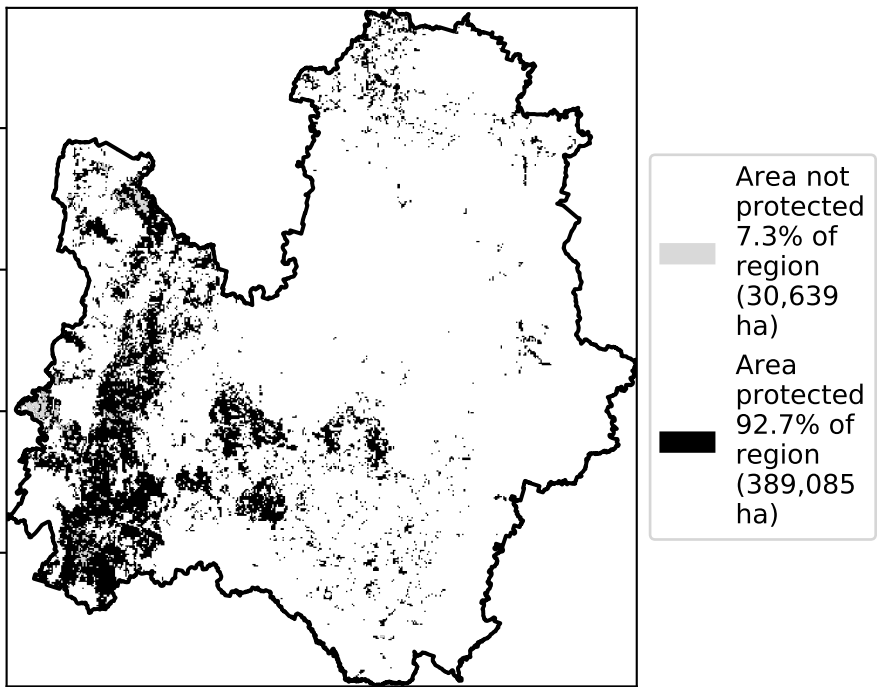 Area not
protected
7.3% of
region
(30,639
ha)
Area
protected
92.7% of
region
(389,085
ha)